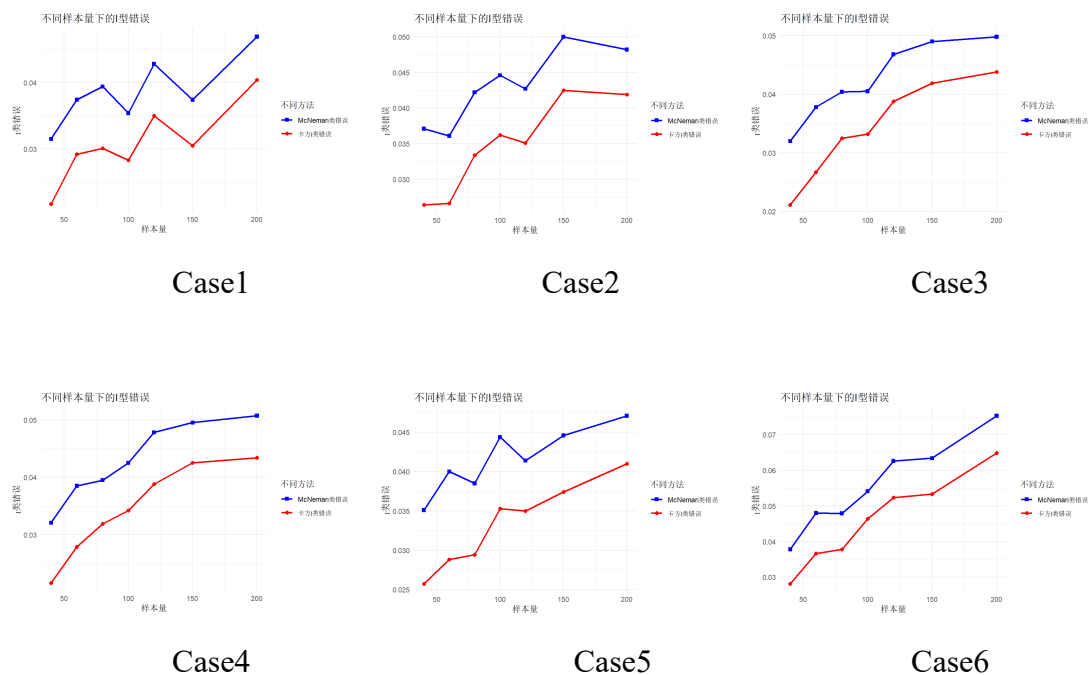 不同样本量下的I型错误
I类错误
0.04
0.03
50
100
150
200
样本量
不同方法
McNeman类错误
卡方I类错误
Case1
不同样本量下的I型错误
I类错误
0.050
0.045
0.040
0.035
0.030
50
100
150
200
样本量
不同方法
McNeman类错误
卡方I类错误
Case2
不同样本量下的I型错误
I类错误
0.05
0.04
0.03
0.02
50
100
150
200
样本量
不同方法
McNeman类错误
卡方I类错误
Case3
不同样本量下的I型错误
I类错误
0.05
0.04
0.03
50
100
150
200
样本量
不同方法
McNeman类错误
卡方I类错误
Case4
不同样本量下的I型错误
I类错误
0.045
0.040
0.035
0.030
0.025
50
100
150
200
样本量
不同方法
McNeman类错误
卡方I类错误
Case5
不同样本量下的I型错误
I类错误
0.07
0.06
0.05
0.04
0.03
50
100
150
200
样本量
不同方法
McNeman类错误
卡方I类错误
Case6